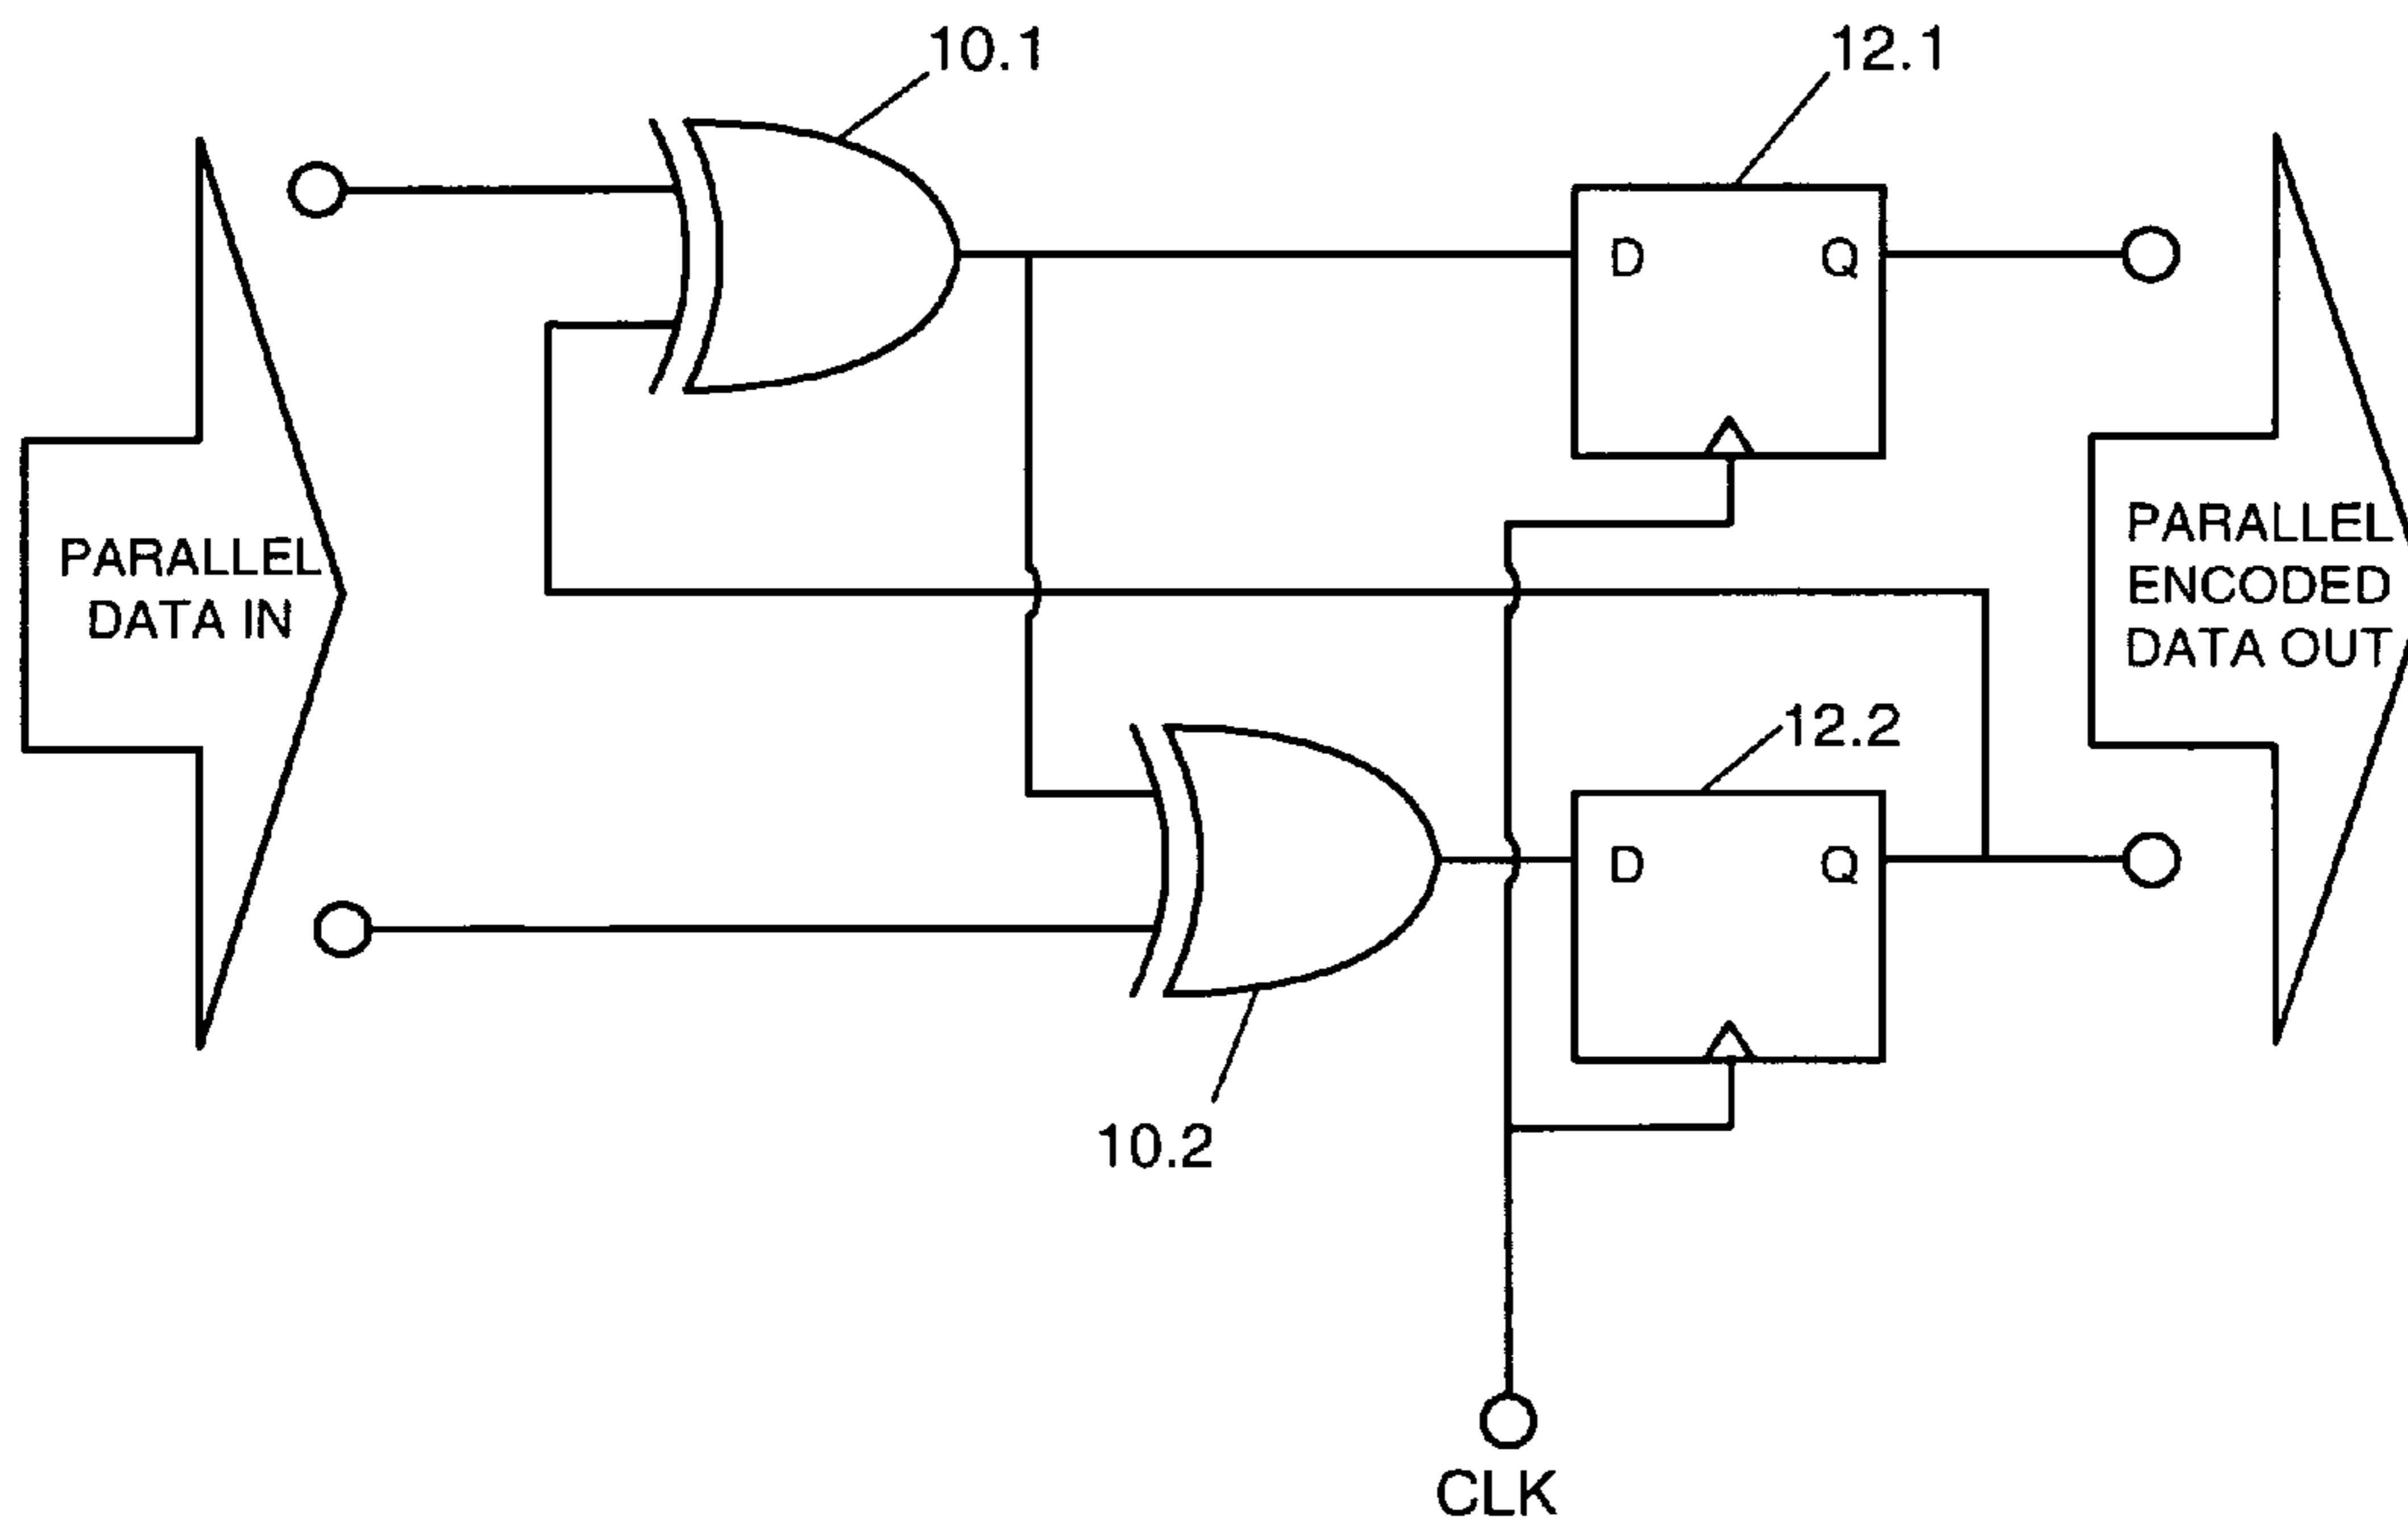 10.1
12.1
D
Q
PARALLEL
DATA IN
PARALLEL
ENCODED
DATA OUT
12.2
D
Q
10.2
CLK